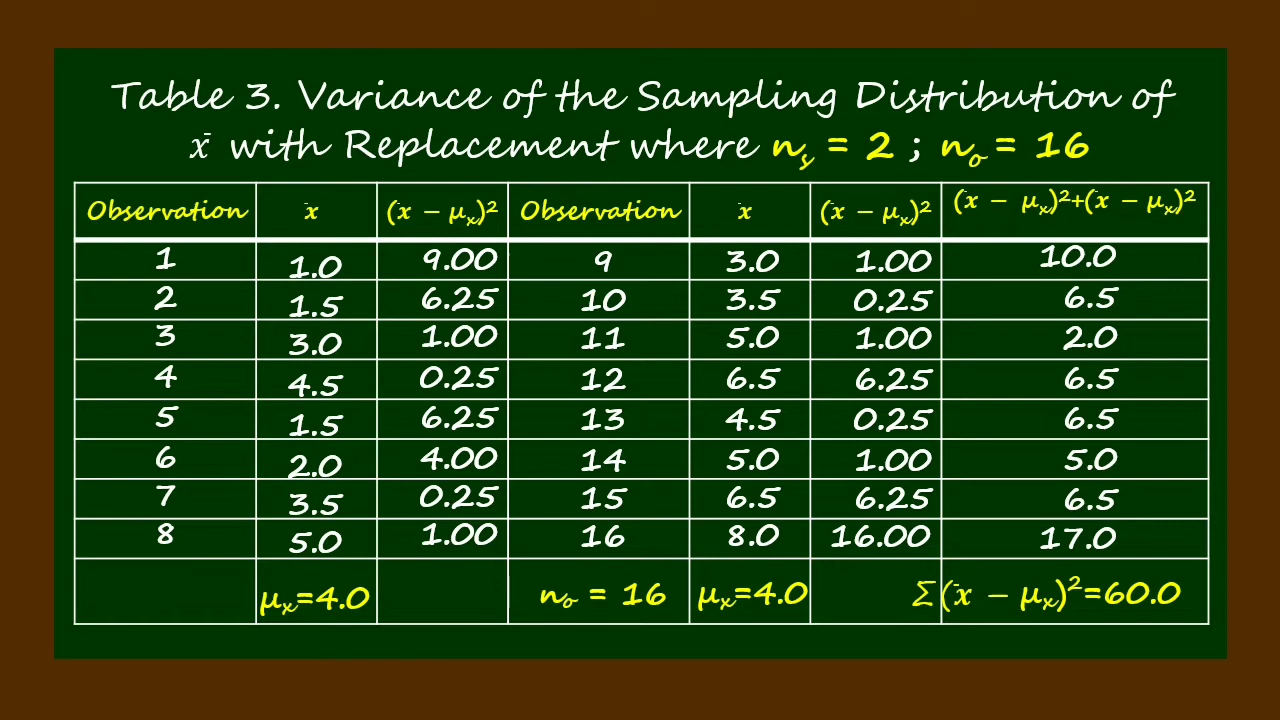 Table 3. Variance of the Sampling Distribution of
x̄ with Replacement where nₛ = 2 ; nₒ = 16
Observation x̄ (x̄ − μₓ)² Observation x̄ (x̄ − μₓ)² (x̄ − μₓ)²+(x̄ − μₓ)²
1 1.0 9.00 9 3.0 1.00 10.0
2 1.5 6.25 10 3.5 0.25 6.5
3 3.0 1.00 11 5.0 1.00 2.0
4 4.5 0.25 12 6.5 6.25 6.5
5 1.5 6.25 13 4.5 0.25 6.5
6 2.0 4.00 14 5.0 1.00 5.0
7 3.5 0.25 15 6.5 6.25 6.5
8 5.0 1.00 16 8.0 16.00 17.0
μₓ=4.0 nₒ = 16 μₓ=4.0 Σ(x̄ − μₓ)²=60.0